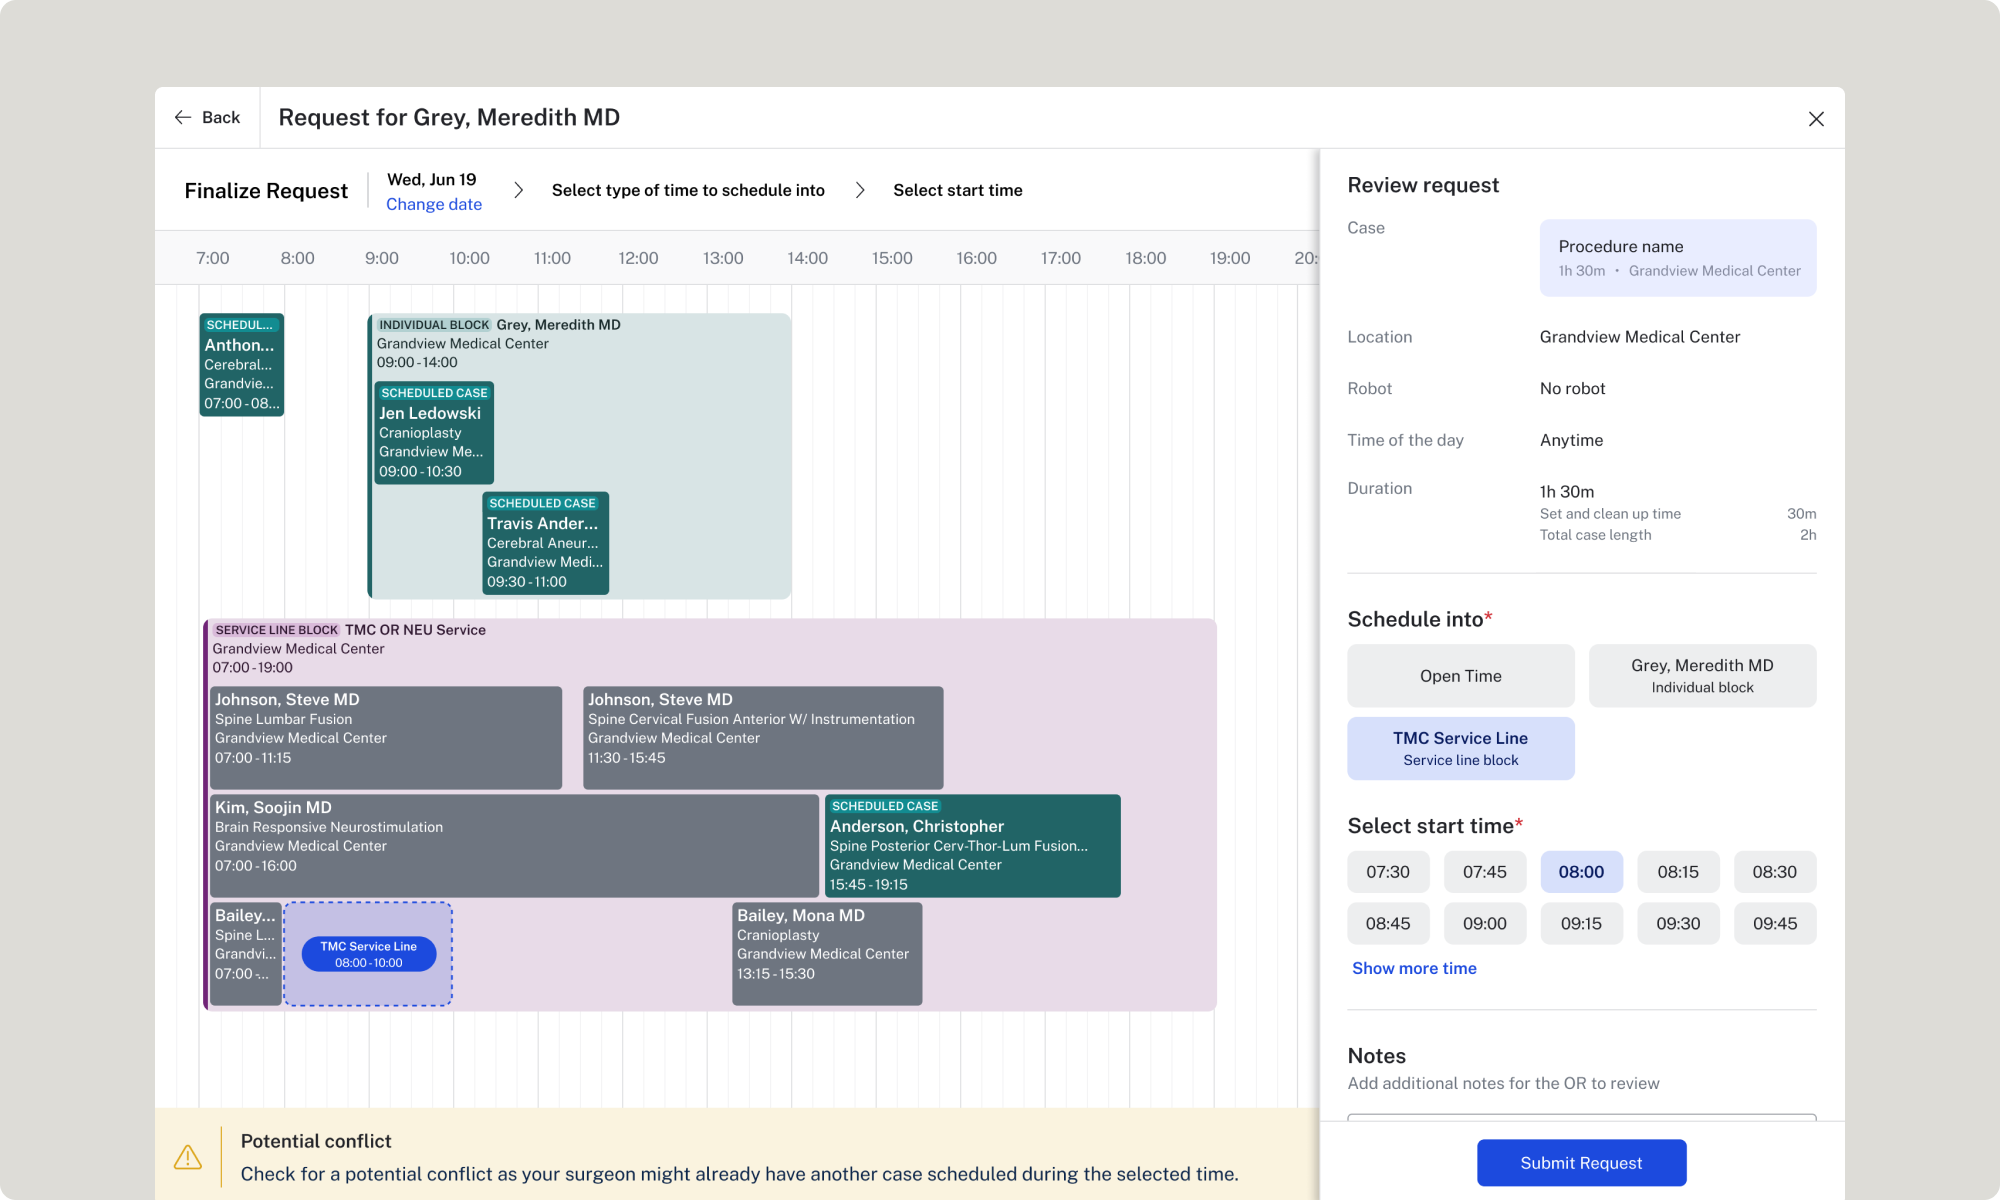 Back
Request for Grey, Meredith MD
Finalize Request
Wed, Jun 19
Change date
Select type of time to schedule into
Select start time
7:00 8:00 9:00 10:00 11:00 12:00 13:00 14:00 15:00 16:00 17:00 18:00 19:00 20:
SCHEDUL...
Anthon...
Cerebral...
Grandvie...
07:00 - 08...
INDIVIDUAL BLOCK Grey, Meredith MD
Grandview Medical Center
09:00 - 14:00
SCHEDULED CASE
Jen Ledowski
Cranioplasty
Grandview Me...
09:00 - 10:30
SCHEDULED CASE
Travis Ander...
Cerebral Aneur...
Grandview Medi...
09:30 - 11:00
SERVICE LINE BLOCK TMC OR NEU Service
Grandview Medical Center
07:00 - 19:00
Johnson, Steve MD
Spine Lumbar Fusion
Grandview Medical Center
07:00 - 11:15
Johnson, Steve MD
Spine Cervical Fusion Anterior W/ Instrumentation
Grandview Medical Center
11:30 - 15:45
Kim, Soojin MD
Brain Responsive Neurostimulation
Grandview Medical Center
07:00 - 16:00
SCHEDULED CASE
Anderson, Christopher
Spine Posterior Cerv-Thor-Lum Fusion...
Grandview Medical Center
15:45 - 19:15
Bailey...
Spine L...
Grandvi...
07:00 -...
TMC Service Line
08:00 - 10:00
Bailey, Mona MD
Cranioplasty
Grandview Medical Center
13:15 - 15:30
Potential conflict
Check for a potential conflict as your surgeon might already have another case scheduled during the selected time.
Review request
Case
Procedure name
1h 30m • Grandview Medical Center
Location Grandview Medical Center
Robot No robot
Time of the day Anytime
Duration 1h 30m
Set and clean up time 30m
Total case length 2h
Schedule into*
Open Time
Grey, Meredith MD
Individual block
TMC Service Line
Service line block
Select start time*
07:30 07:45 08:00 08:15 08:30
08:45 09:00 09:15 09:30 09:45
Show more time
Notes
Add additional notes for the OR to review
Submit Request